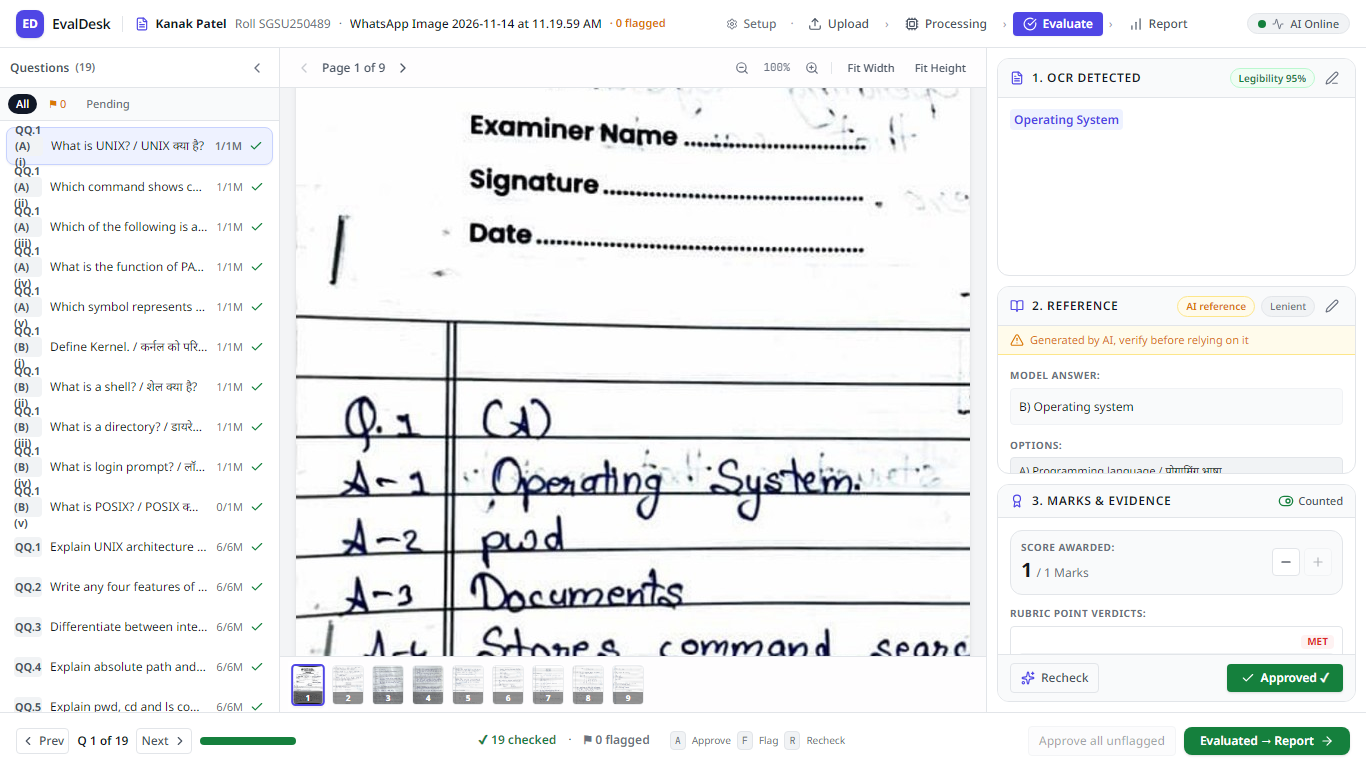 ED EvalDesk Kanak Patel Roll SGSU250489 · WhatsApp Image 2026-11-14 at 11.19.59 AM · 0 flagged Setup · Upload › Processing › Evaluate › Report AI Online
Questions (19)
All 0 Pending
QQ.1 (A) (i) What is UNIX? / UNIX क्या है? 1/1M
QQ.1 (A) (ii) Which command shows c... 1/1M
QQ.1 (A) (iii) Which of the following is a... 1/1M
QQ.1 (A) (iv) What is the function of PA... 1/1M
QQ.1 (A) (v) Which symbol represents ... 1/1M
QQ.1 (B) (i) Define Kernel. / कर्नल को परि... 1/1M
QQ.1 (B) (ii) What is a shell? / शेल क्या है? 1/1M
QQ.1 (B) (iii) What is a directory? / डायरे... 1/1M
QQ.1 (B) (iv) What is login prompt? / लॉ... 1/1M
QQ.1 (B) (v) What is POSIX? / POSIX क... 0/1M
QQ.1 Explain UNIX architecture ... 6/6M
QQ.2 Write any four features of ... 6/6M
QQ.3 Differentiate between inte... 6/6M
QQ.4 Explain absolute path and... 6/6M
QQ.5 Explain pwd, cd and ls co... 6/6M
Page 1 of 9 100% Fit Width Fit Height
Examiner Name
Signature
Date
Q.1 (A)
A-1 Operating System.
A-2 pwd
A-3 Documents
A-4 Stores command searc
1 2 3 4 5 6 7 8 9
1. OCR DETECTED Legibility 95%
Operating System
2. REFERENCE AI reference Lenient
Generated by AI, verify before relying on it
MODEL ANSWER:
B) Operating system
OPTIONS:
A) Programming language / प्रोग्रामिंग भाषा
3. MARKS & EVIDENCE Counted
SCORE AWARDED:
1 / 1 Marks
RUBRIC POINT VERDICTS:
MET
Recheck Approved ✓
Prev Q 1 of 19 Next ✓ 19 checked · 0 flagged A Approve F Flag R Recheck Approve all unflagged Evaluated → Report